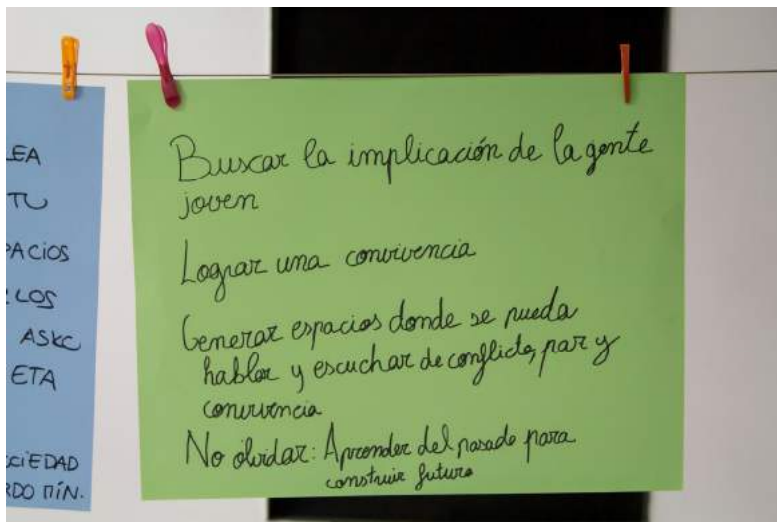 EA
TU
PACIOS
LOS
ASKC
ETA
CIEDAD
RDO MÍN.
Buscar la implicación de la gente
joven
Lograr una convivencia
Generar espacios donde se pueda
hablar y escuchar de conflicto, paz y
convivencia
No olvidar: Aprender del pasado para
construir futuro